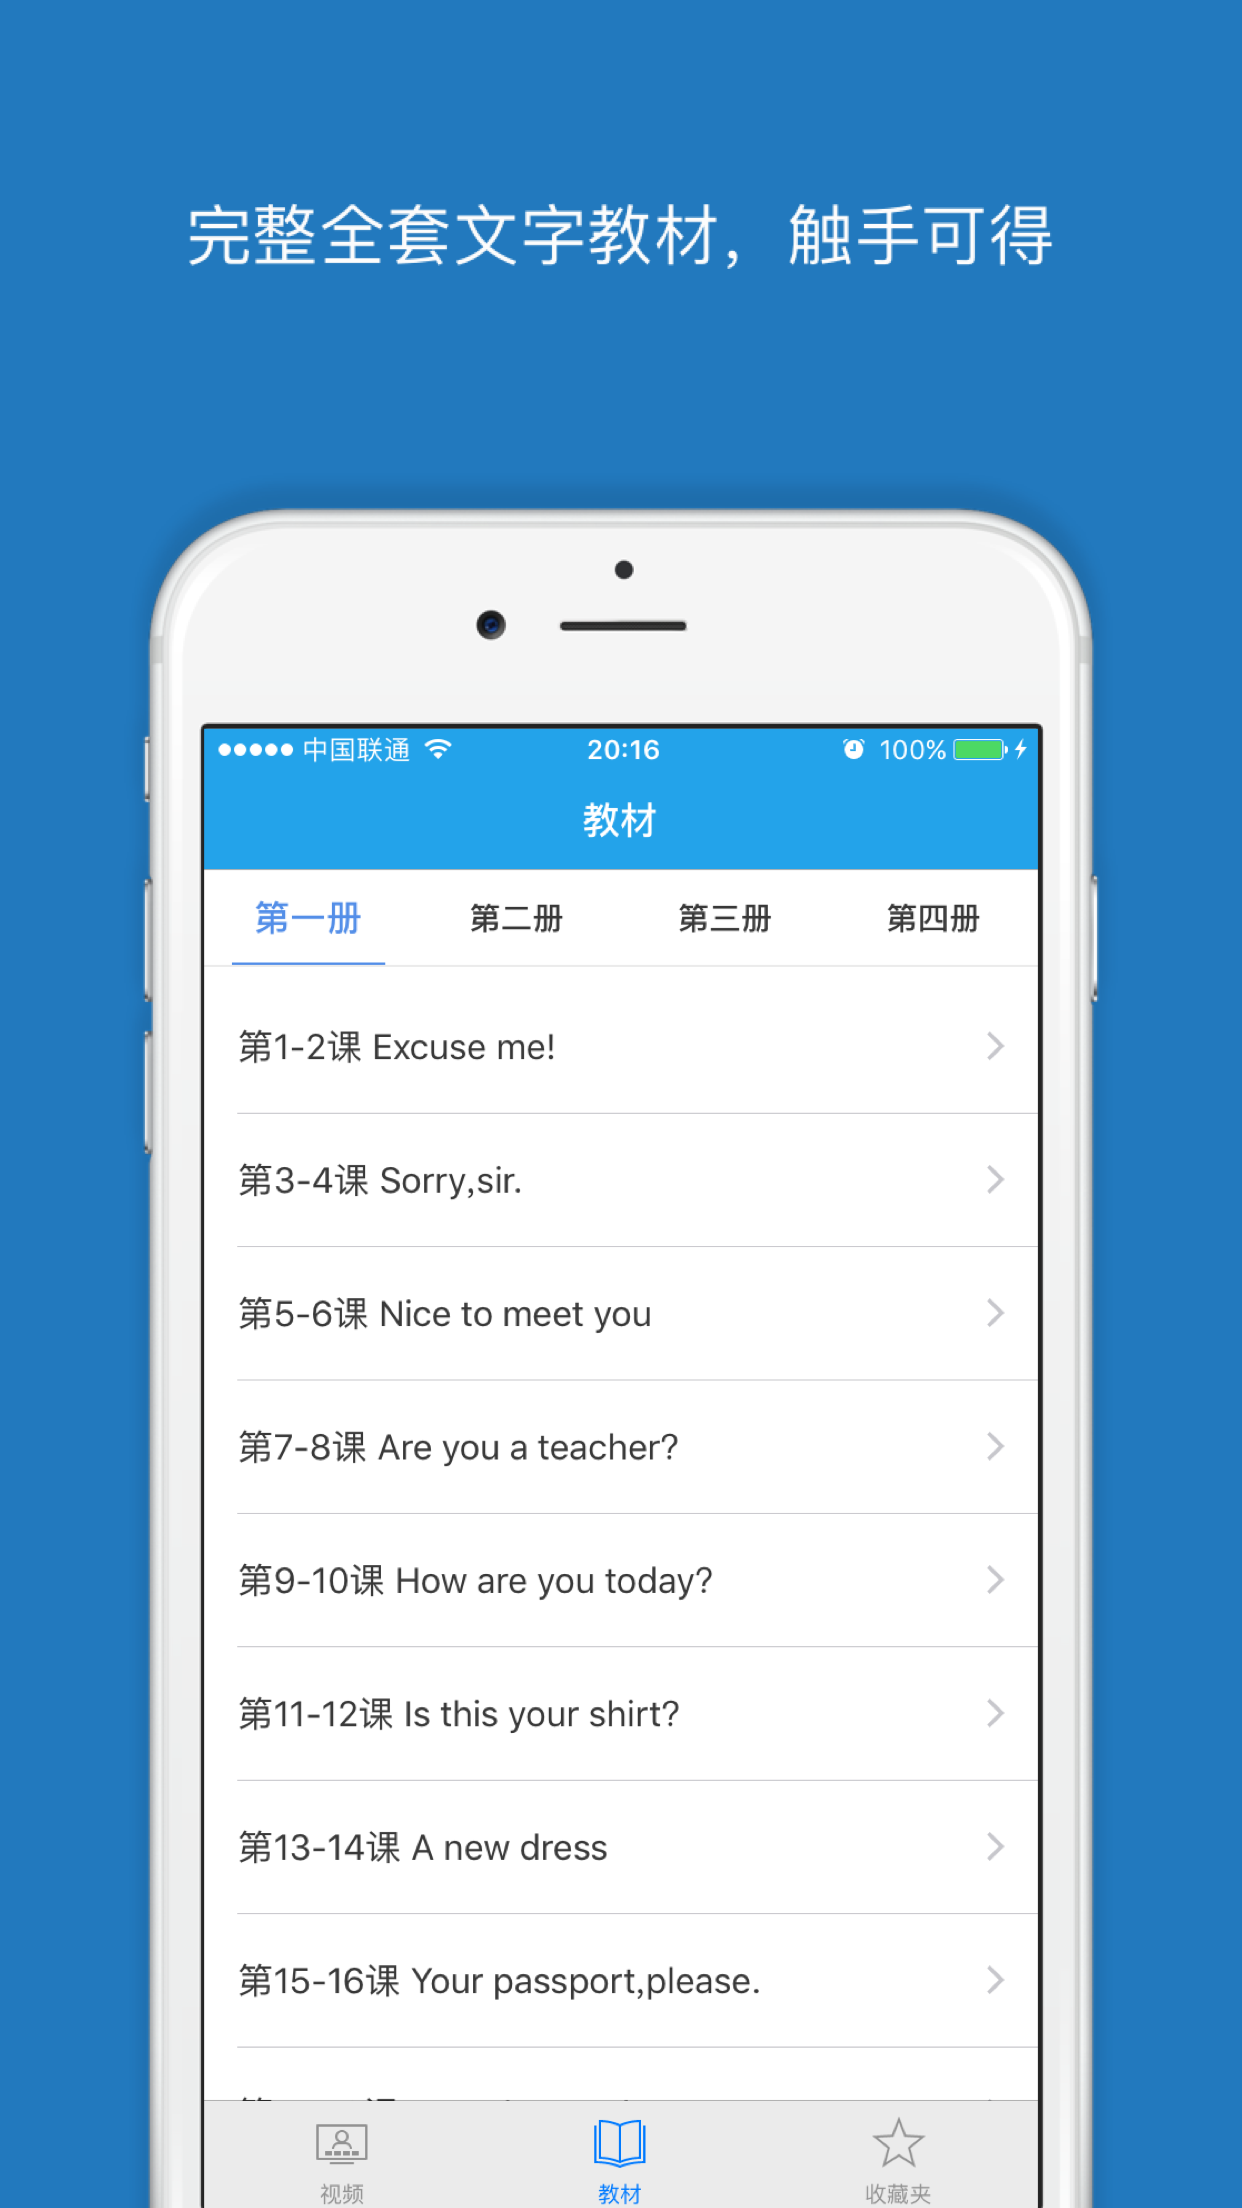 完整全套文字教材，触手可得
中国联通 20:16 100%
教材
第一册 第二册 第三册 第四册
第1-2课 Excuse me!
第3-4课 Sorry,sir.
第5-6课 Nice to meet you
第7-8课 Are you a teacher?
第9-10课 How are you today?
第11-12课 Is this your shirt?
第13-14课 A new dress
第15-16课 Your passport,please.
视频 教材 收藏夹